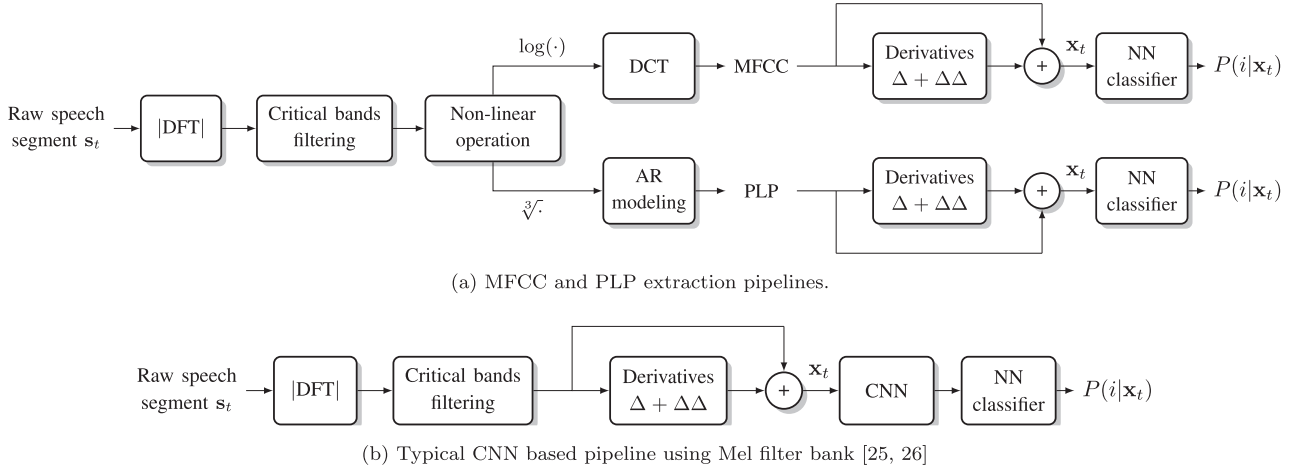 log(·)
DCT
MFCC
Derivatives
Δ + ΔΔ
+
x_t
NN
classifier
P(i|x_t)
Raw speech
segment s_t
|DFT|
Critical bands
filtering
Non-linear
operation
∛·
AR
modeling
PLP
Derivatives
Δ + ΔΔ
+
x_t
NN
classifier
P(i|x_t)
(a) MFCC and PLP extraction pipelines.
Raw speech
segment s_t
|DFT|
Critical bands
filtering
Derivatives
Δ + ΔΔ
+
x_t
CNN
NN
classifier
P(i|x_t)
(b) Typical CNN based pipeline using Mel filter bank [25, 26]